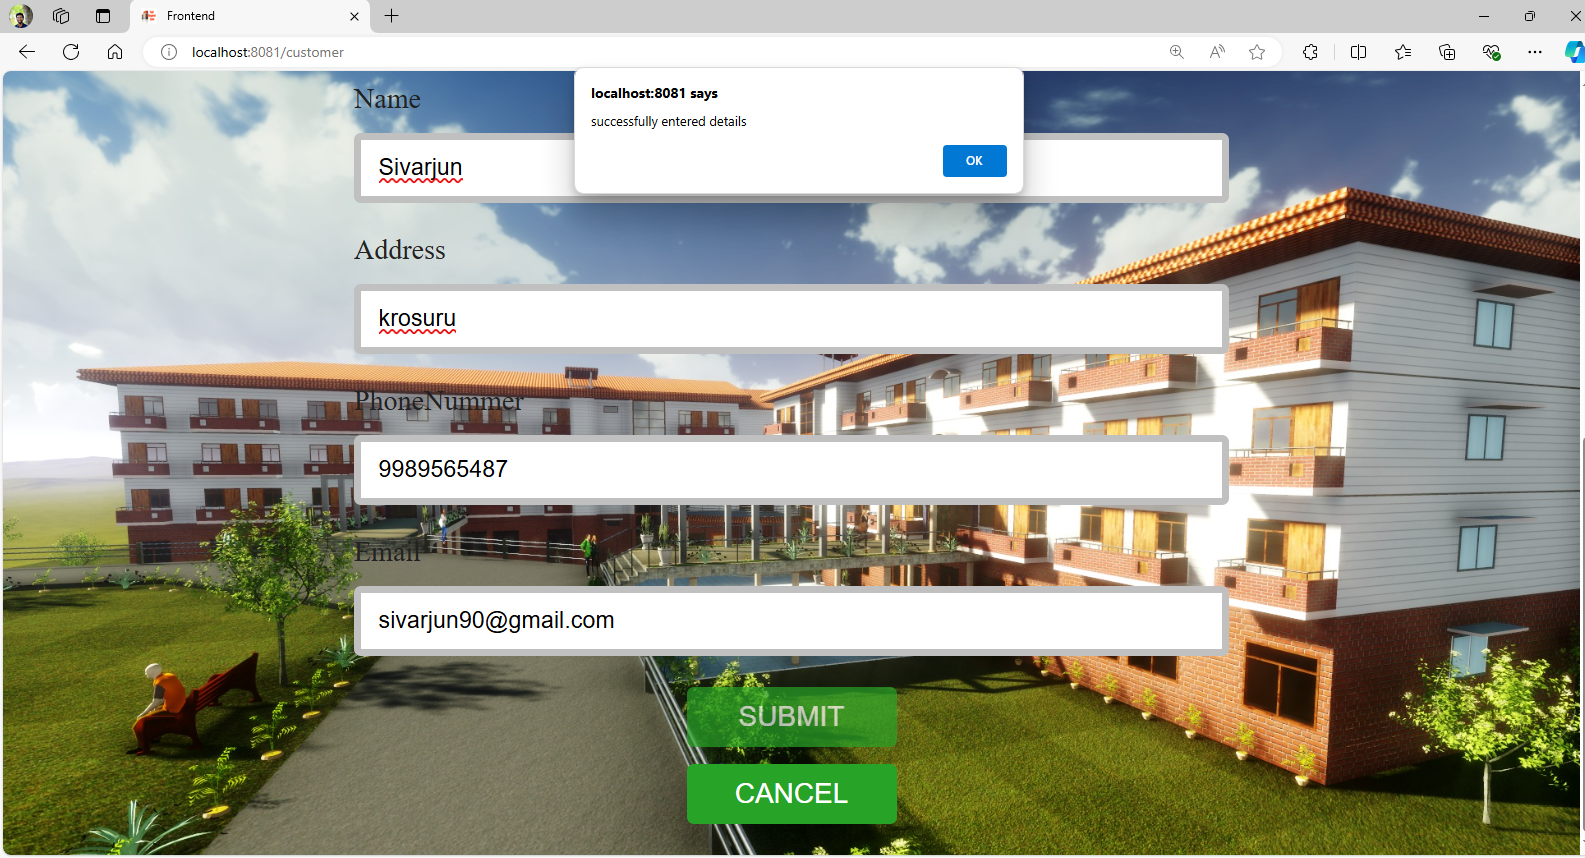 Frontend
localhost:8081/customer
localhost:8081 says
successfully entered details
OK
Name
Sivarjun
Address
krosuru
PhoneNummer
9989565487
Email
sivarjun90@gmail.com
SUBMIT
CANCEL